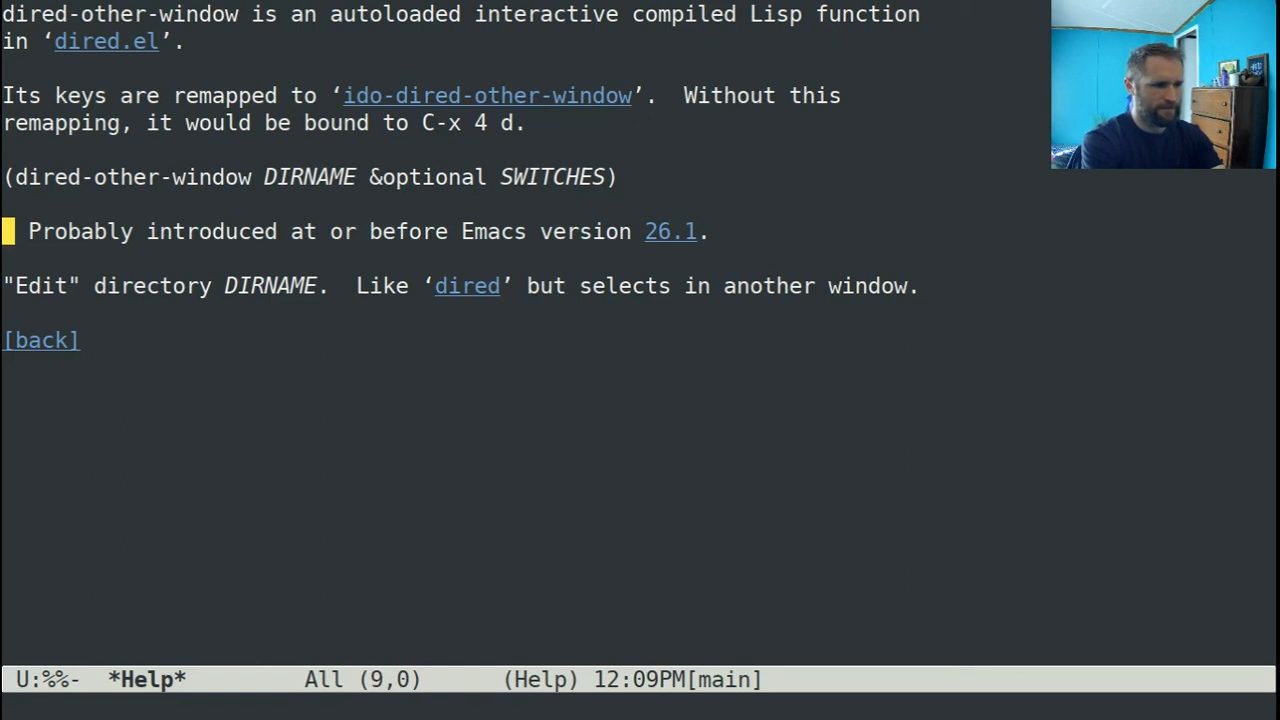 dired-other-window is an autoloaded interactive compiled Lisp function
in ‘dired.el’.
Its keys are remapped to ‘ido-dired-other-window’.  Without this
remapping, it would be bound to C-x 4 d.
(dired-other-window DIRNAME &optional SWITCHES)
Probably introduced at or before Emacs version 26.1.
"Edit" directory DIRNAME.  Like ‘dired’ but selects in another window.
[back]
U:%%-  *Help*         All (9,0)      (Help) 12:09PM[main]